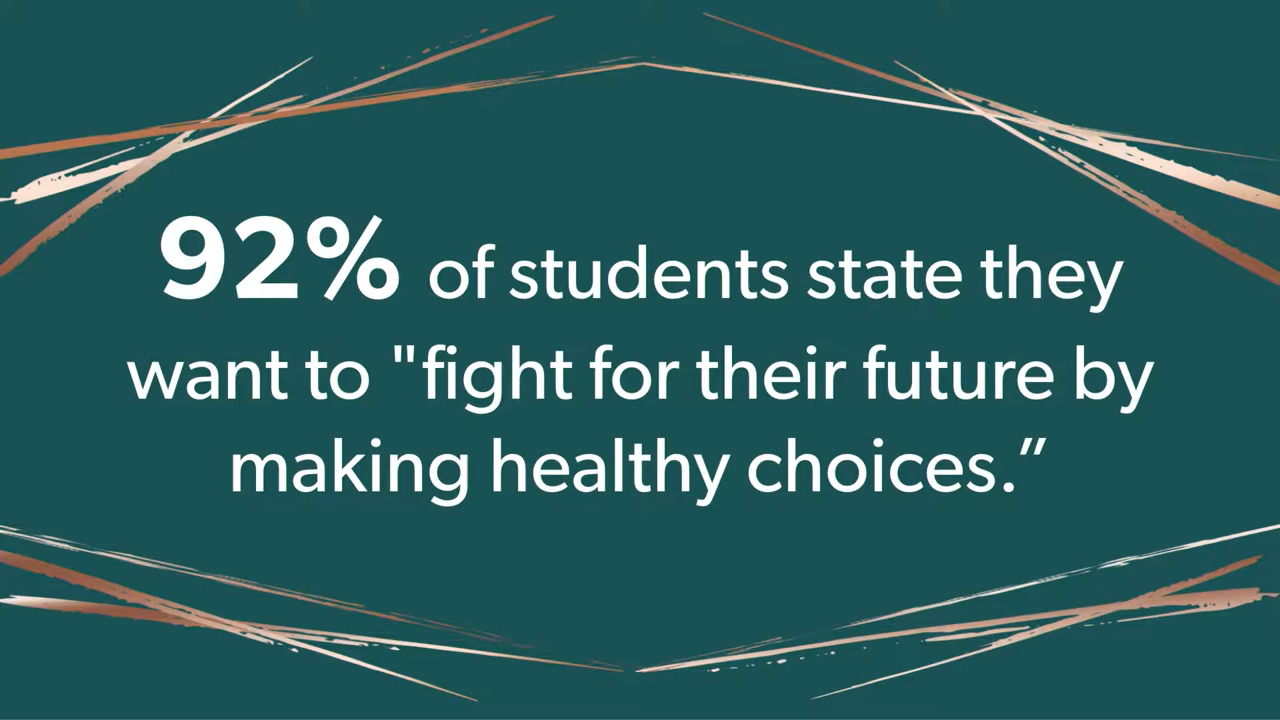 92% of students state they
want to "fight for their future by
making healthy choices.”